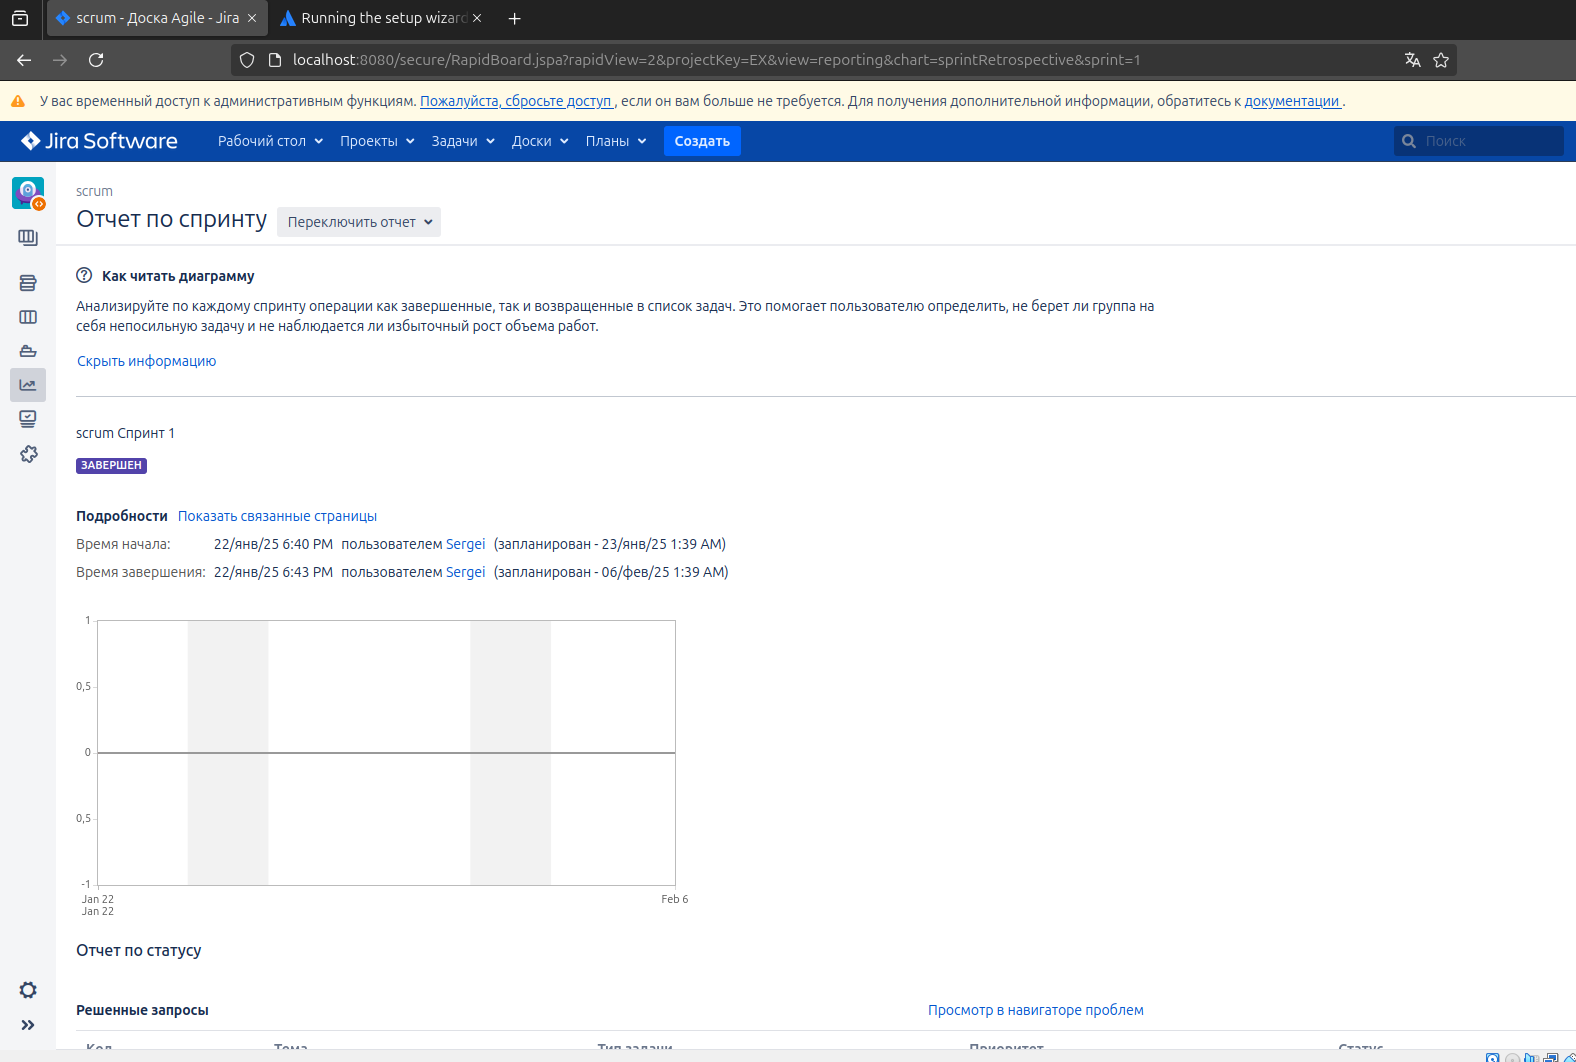 scrum - Доска Agile - Jira
Running the setup wizard
localhost:8080/secure/RapidBoard.jspa?rapidView=2&projectKey=EX&view=reporting&chart=sprintRetrospective&sprint=1
У вас временный доступ к административным функциям. Пожалуйста, сбросьте доступ , если он вам больше не требуется. Для получения дополнительной информации, обратитесь к документации .
Jira Software
Рабочий стол
Проекты
Задачи
Доски
Планы
Создать
Поиск
scrum
Отчет по спринту
Переключить отчет
Как читать диаграмму
Анализируйте по каждому спринту операции как завершенные, так и возвращенные в список задач. Это помогает пользователю определить, не берет ли группа на
себя непосильную задачу и не наблюдается ли избыточный рост объема работ.
Скрыть информацию
scrum Спринт 1
ЗАВЕРШЕН
Подробности Показать связанные страницы
Время начала: 22/янв/25 6:40 PM пользователем Sergei (запланирован - 23/янв/25 1:39 AM)
Время завершения: 22/янв/25 6:43 PM пользователем Sergei (запланирован - 06/фев/25 1:39 AM)
1
0,5
0
0,5
-1
Jan 22
Jan 22
Feb 6
Отчет по статусу
Решенные запросы
Просмотр в навигаторе проблем
Код
Тема
Тип задачи
Приоритет
Статус